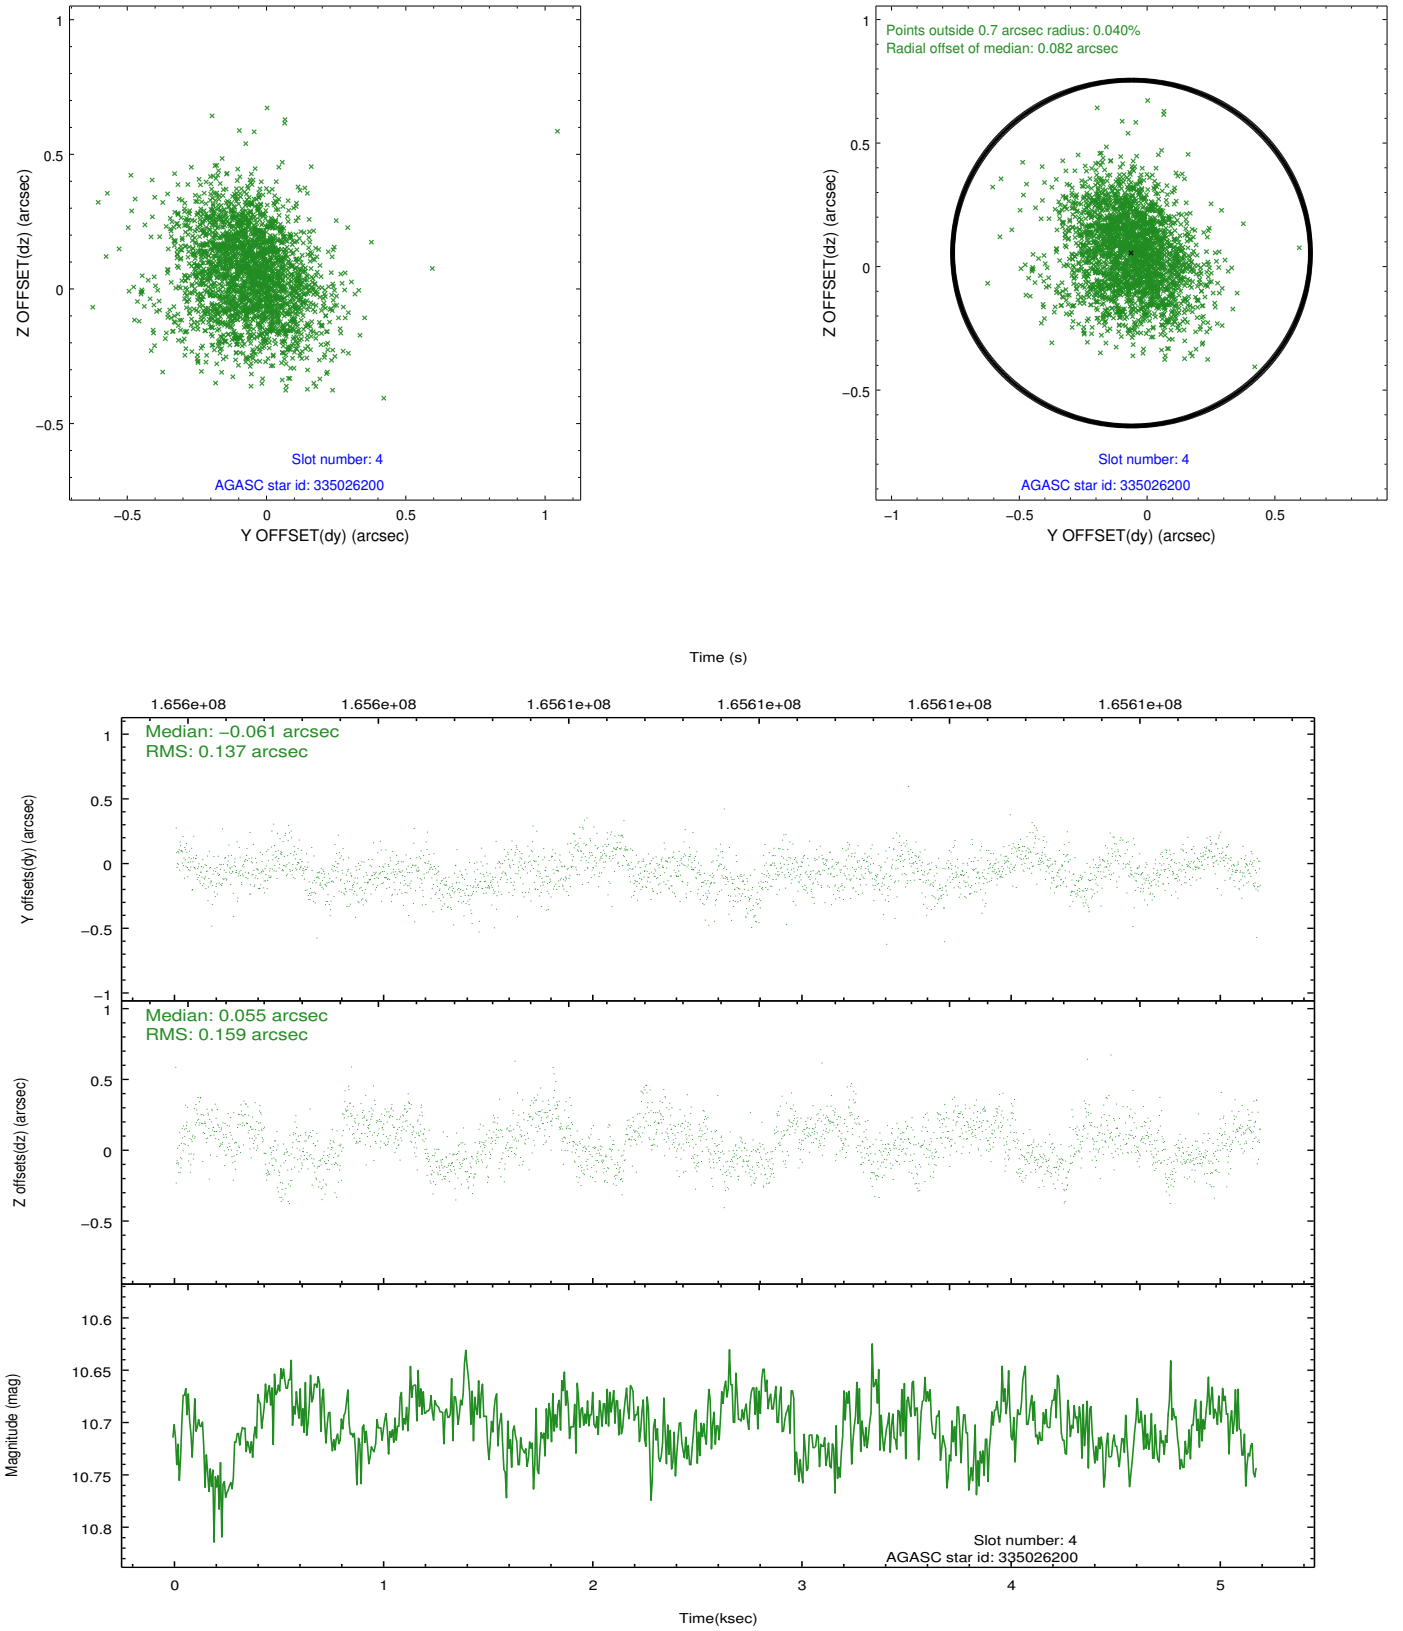 1
0.5
0
−0.5
Z OFFSET(dz) (arcsec)
Slot number: 4
AGASC star id: 335026200
−0.5
0
0.5
1
Y OFFSET(dy) (arcsec)
1
0.5
0
−0.5
Z OFFSET(dz) (arcsec)
Points outside 0.7 arcsec radius: 0.040%
Radial offset of median: 0.082 arcsec
Slot number: 4
AGASC star id: 335026200
−1
−0.5
0
0.5
Y OFFSET(dy) (arcsec)
Time (s)
1.656e+08
1.656e+08
1.6561e+08
1.6561e+08
1.6561e+08
1.6561e+08
Median: −0.061 arcsec
RMS: 0.137 arcsec
1
0.5
0
−0.5
−1
Y offsets(dy) (arcsec)
Median: 0.055 arcsec
RMS: 0.159 arcsec
1
0.5
0
−0.5
Z offsets(dz) (arcsec)
10.6
10.65
10.7
10.75
10.8
Magnitude (mag)
Slot number: 4
AGASC star id: 335026200
0
1
2
3
4
5
Time(ksec)